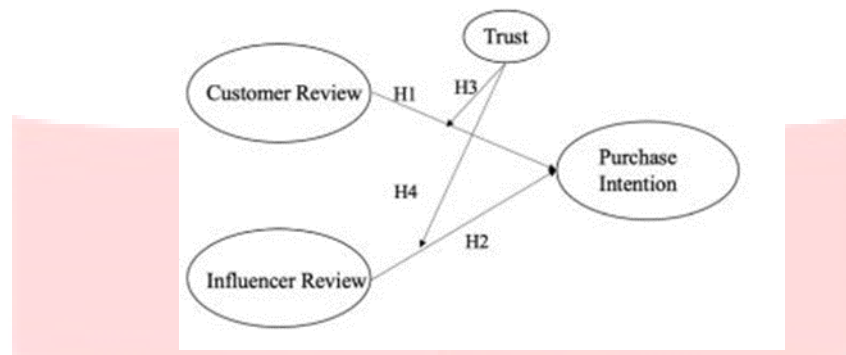 Trust
Customer Review
H1
H3
Purchase
Intention
H4
H2
Influencer Review